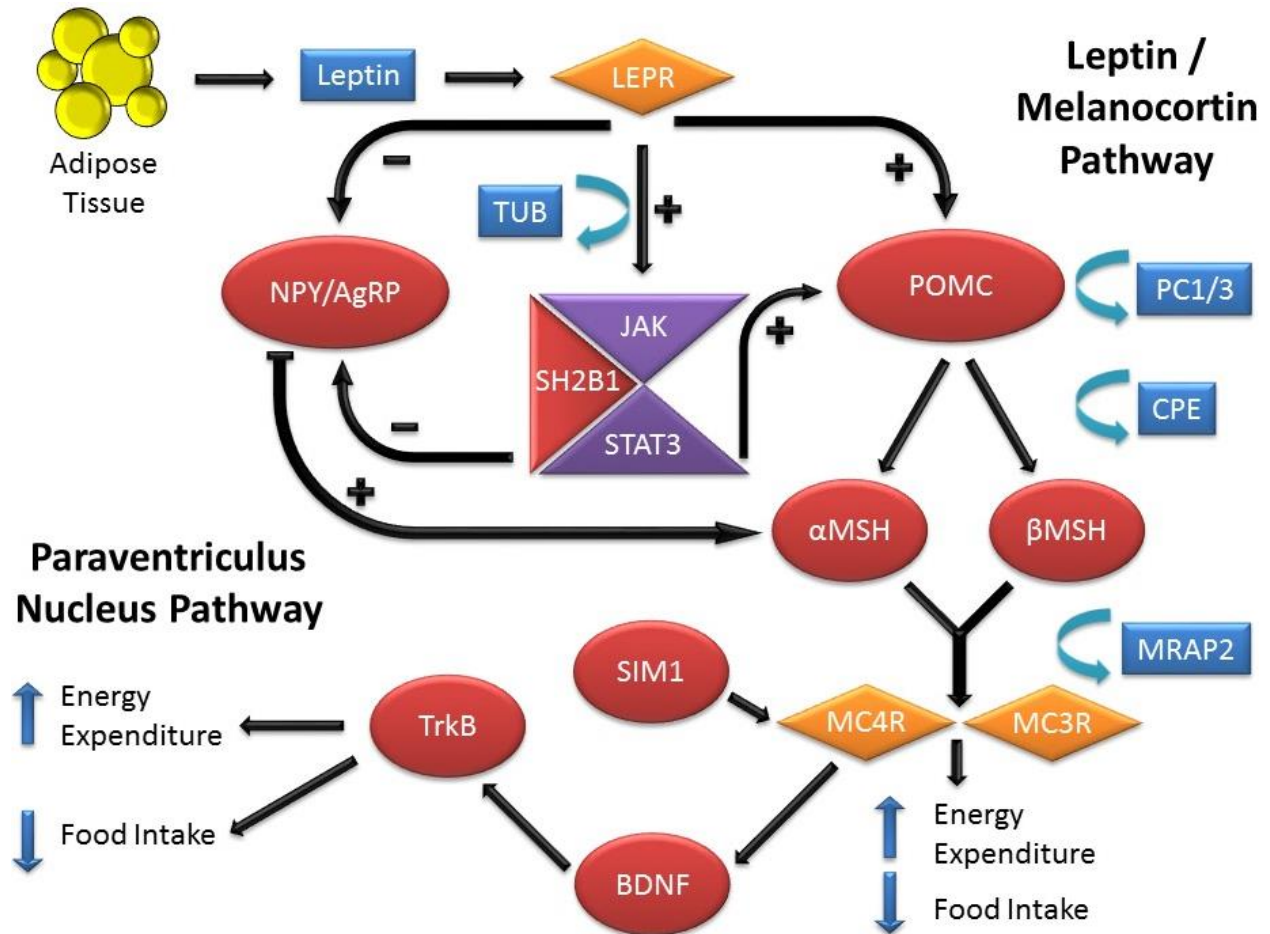 Leptin /
Melanocortin
Pathway
Adipose
Tissue
Leptin
LEPR
−
+
+
TUB
NPY/AgRP
JAK
SH2B1
STAT3
−
+
+
POMC
PC1/3
CPE
αMSH
βMSH
MRAP2
Paraventriculus
Nucleus Pathway
SIM1
MC4R
MC3R
TrkB
BDNF
Energy
Expenditure
Food Intake
Energy
Expenditure
Food Intake